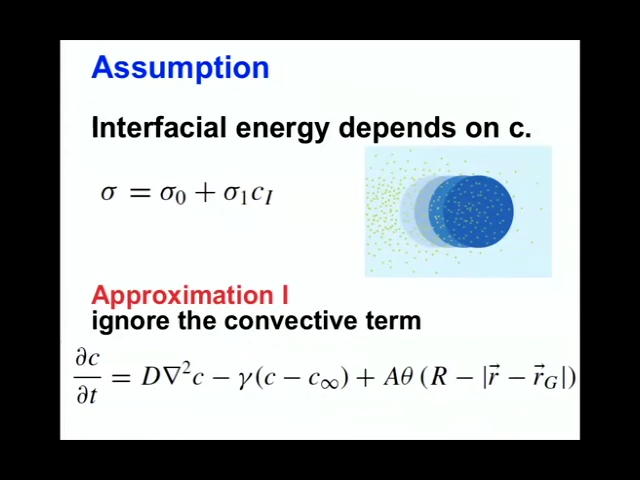 Assumption
Interfacial energy depends on c.
σ = σ₀ + σ₁c_I
Approximation I
ignore the convective term
∂c/∂t = D∇²c − γ(c − c_∞) + Aθ (R − |r⃗ − r⃗_G|)